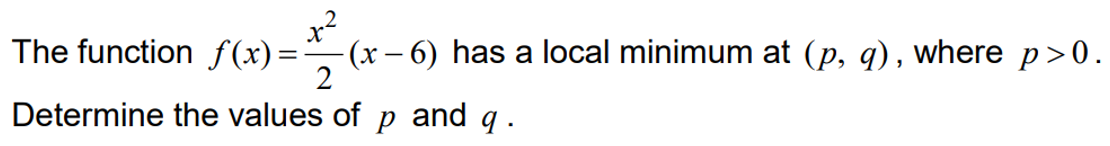 The function f(x) = x²/2 (x – 6) has a local minimum at (p, q), where p > 0.
Determine the values of p and q.